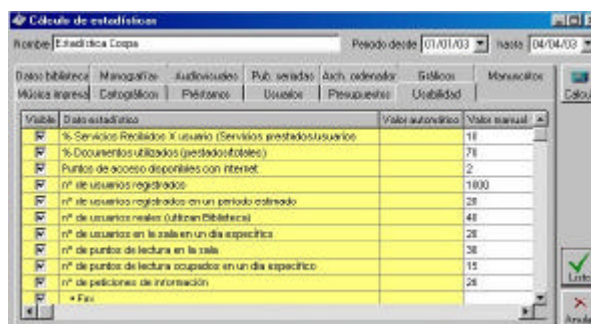 Cálculo de estadísticas
Nombre Estadística Cospa
Periodo desde 01/01/03 hasta 04/04/03
Datos biblioteca Monografías Audiovisuales Pub. seriadas Arch. ordenador Gráficos Manuscritos
Música impresa Cartográficos Préstamos Usuarios Presupuestos Usabilidad
Visible Dato estadístico Valor automático Valor manual
% Servicios Recibidos X usuario (Servicios prestados/usuarios 10
% Documentos utilizados (prestados/totales) 70
Puntos de acceso disponibles con internet 2
nº de usuarios registrados 1000
nº de usuarios registrados en un periodo estimado 20
nº de usuarios reales (utilizan Biblioteca) 40
nº de usuarios en la sala en un día específico 20
nº de puntos de lectura en la sala 30
nº de puntos de lectura ocupados en un día específico 15
nº de peticiones de información 20
• Fax
Listo